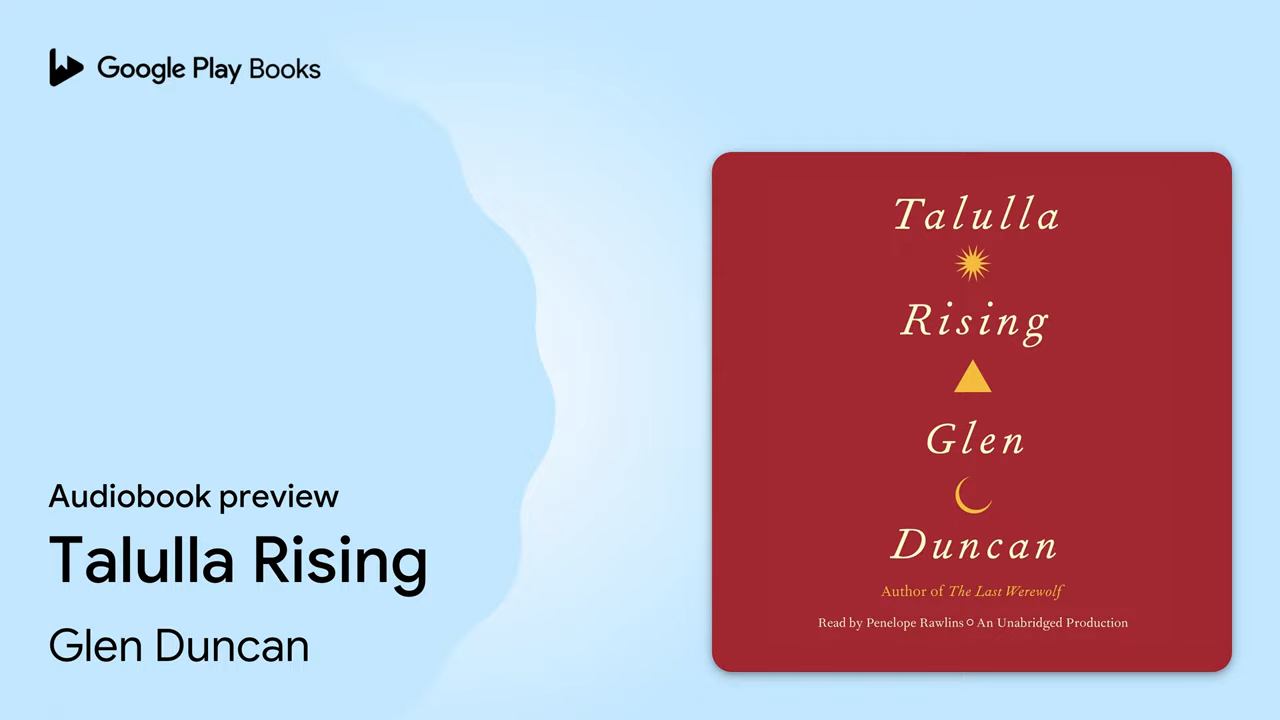 Google Play Books
Audiobook preview
Talulla Rising
Glen Duncan
Talulla
Rising
Glen
Duncan
Author of The Last Werewolf
Read by Penelope Rawlins ○ An Unabridged Production